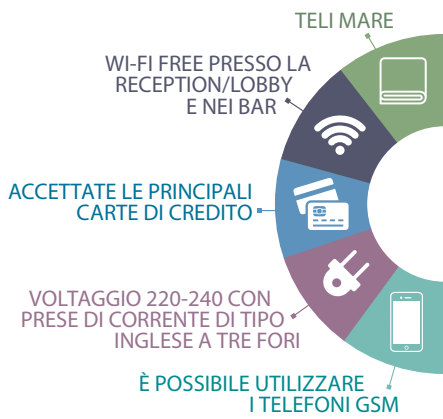 TELI MARE
WI-FI FREE PRESSO LA
RECEPTION/LOBBY
E NEI BAR
ACCETTATE LE PRINCIPALI
CARTE DI CREDITO
VOLTAGGIO 220-240 CON
PRESE DI CORRENTE DI TIPO
INGLESE A TRE FORI
È POSSIBILE UTILIZZARE
I TELEFONI GSM